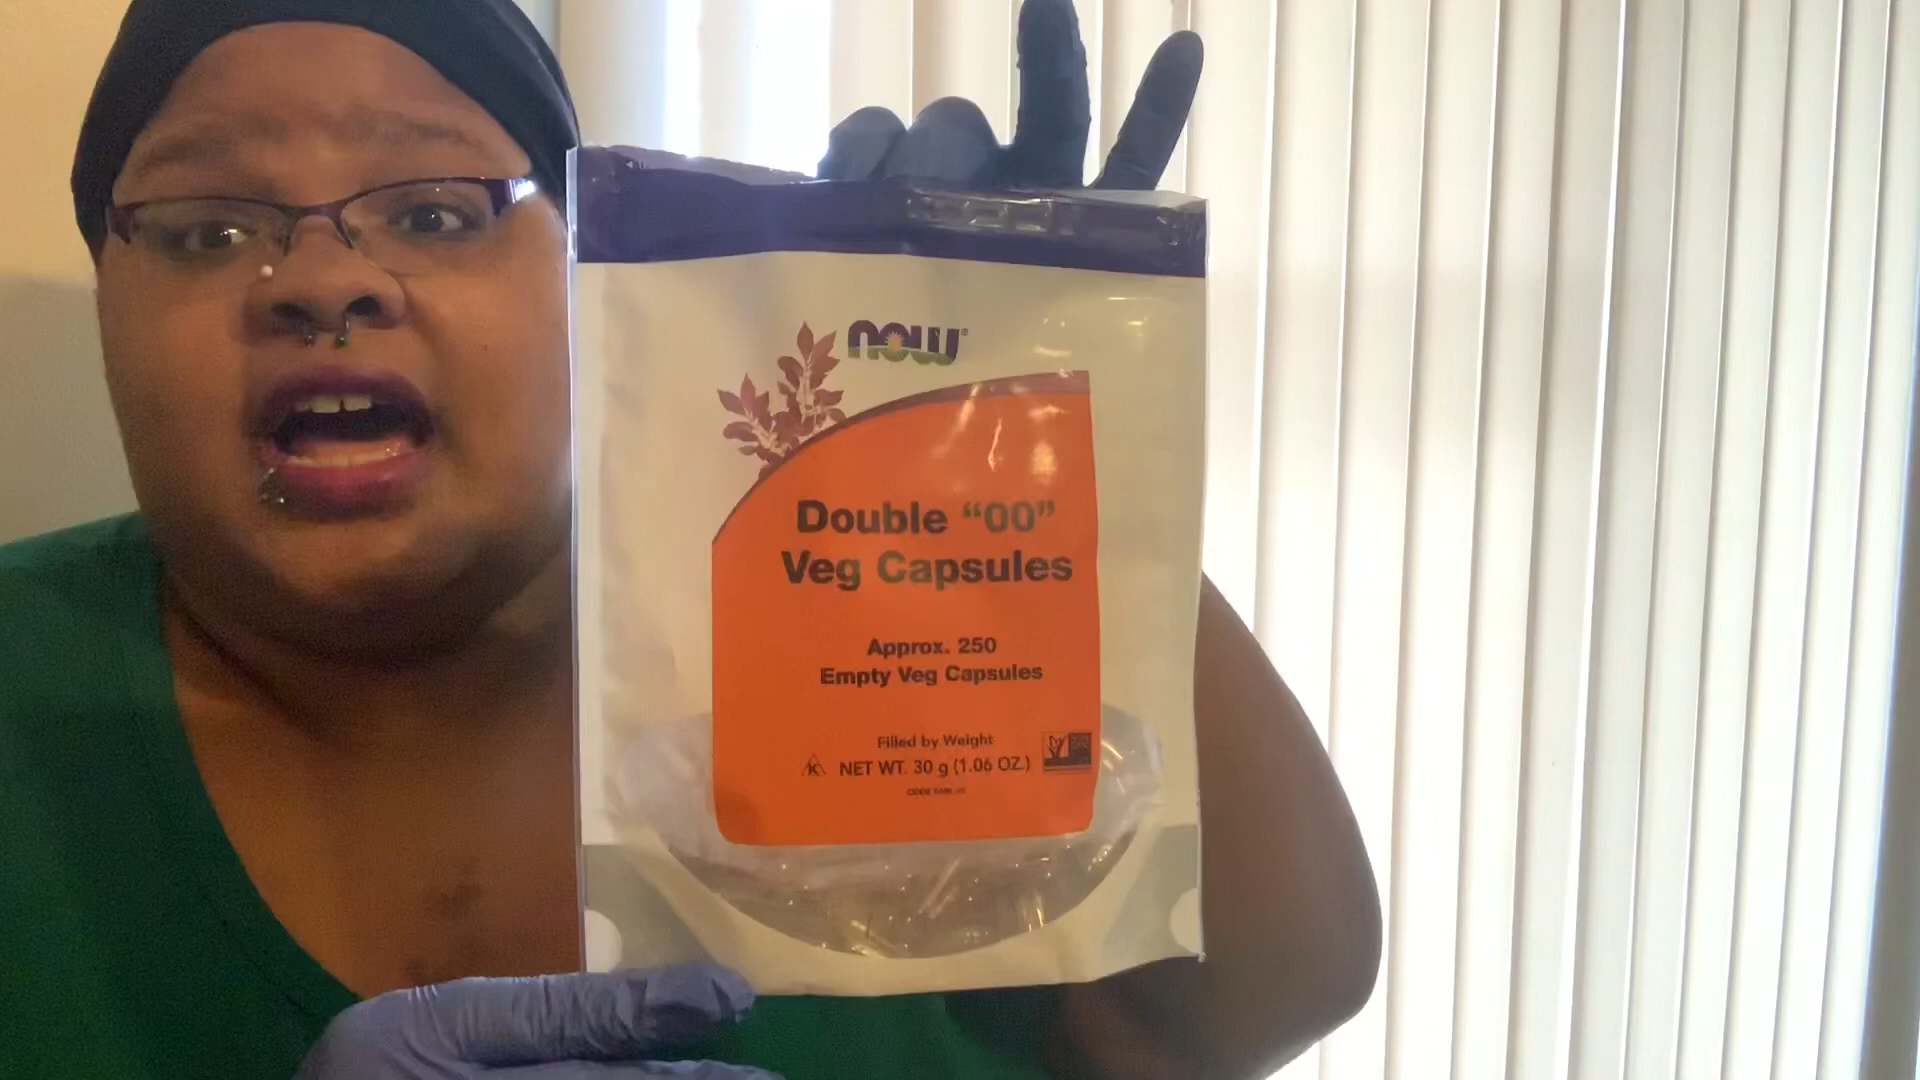 now®
Double “00”
Veg Capsules
Approx. 250
Empty Veg Capsules
Filled by Weight
K NET WT. 30 g (1.06 OZ.)